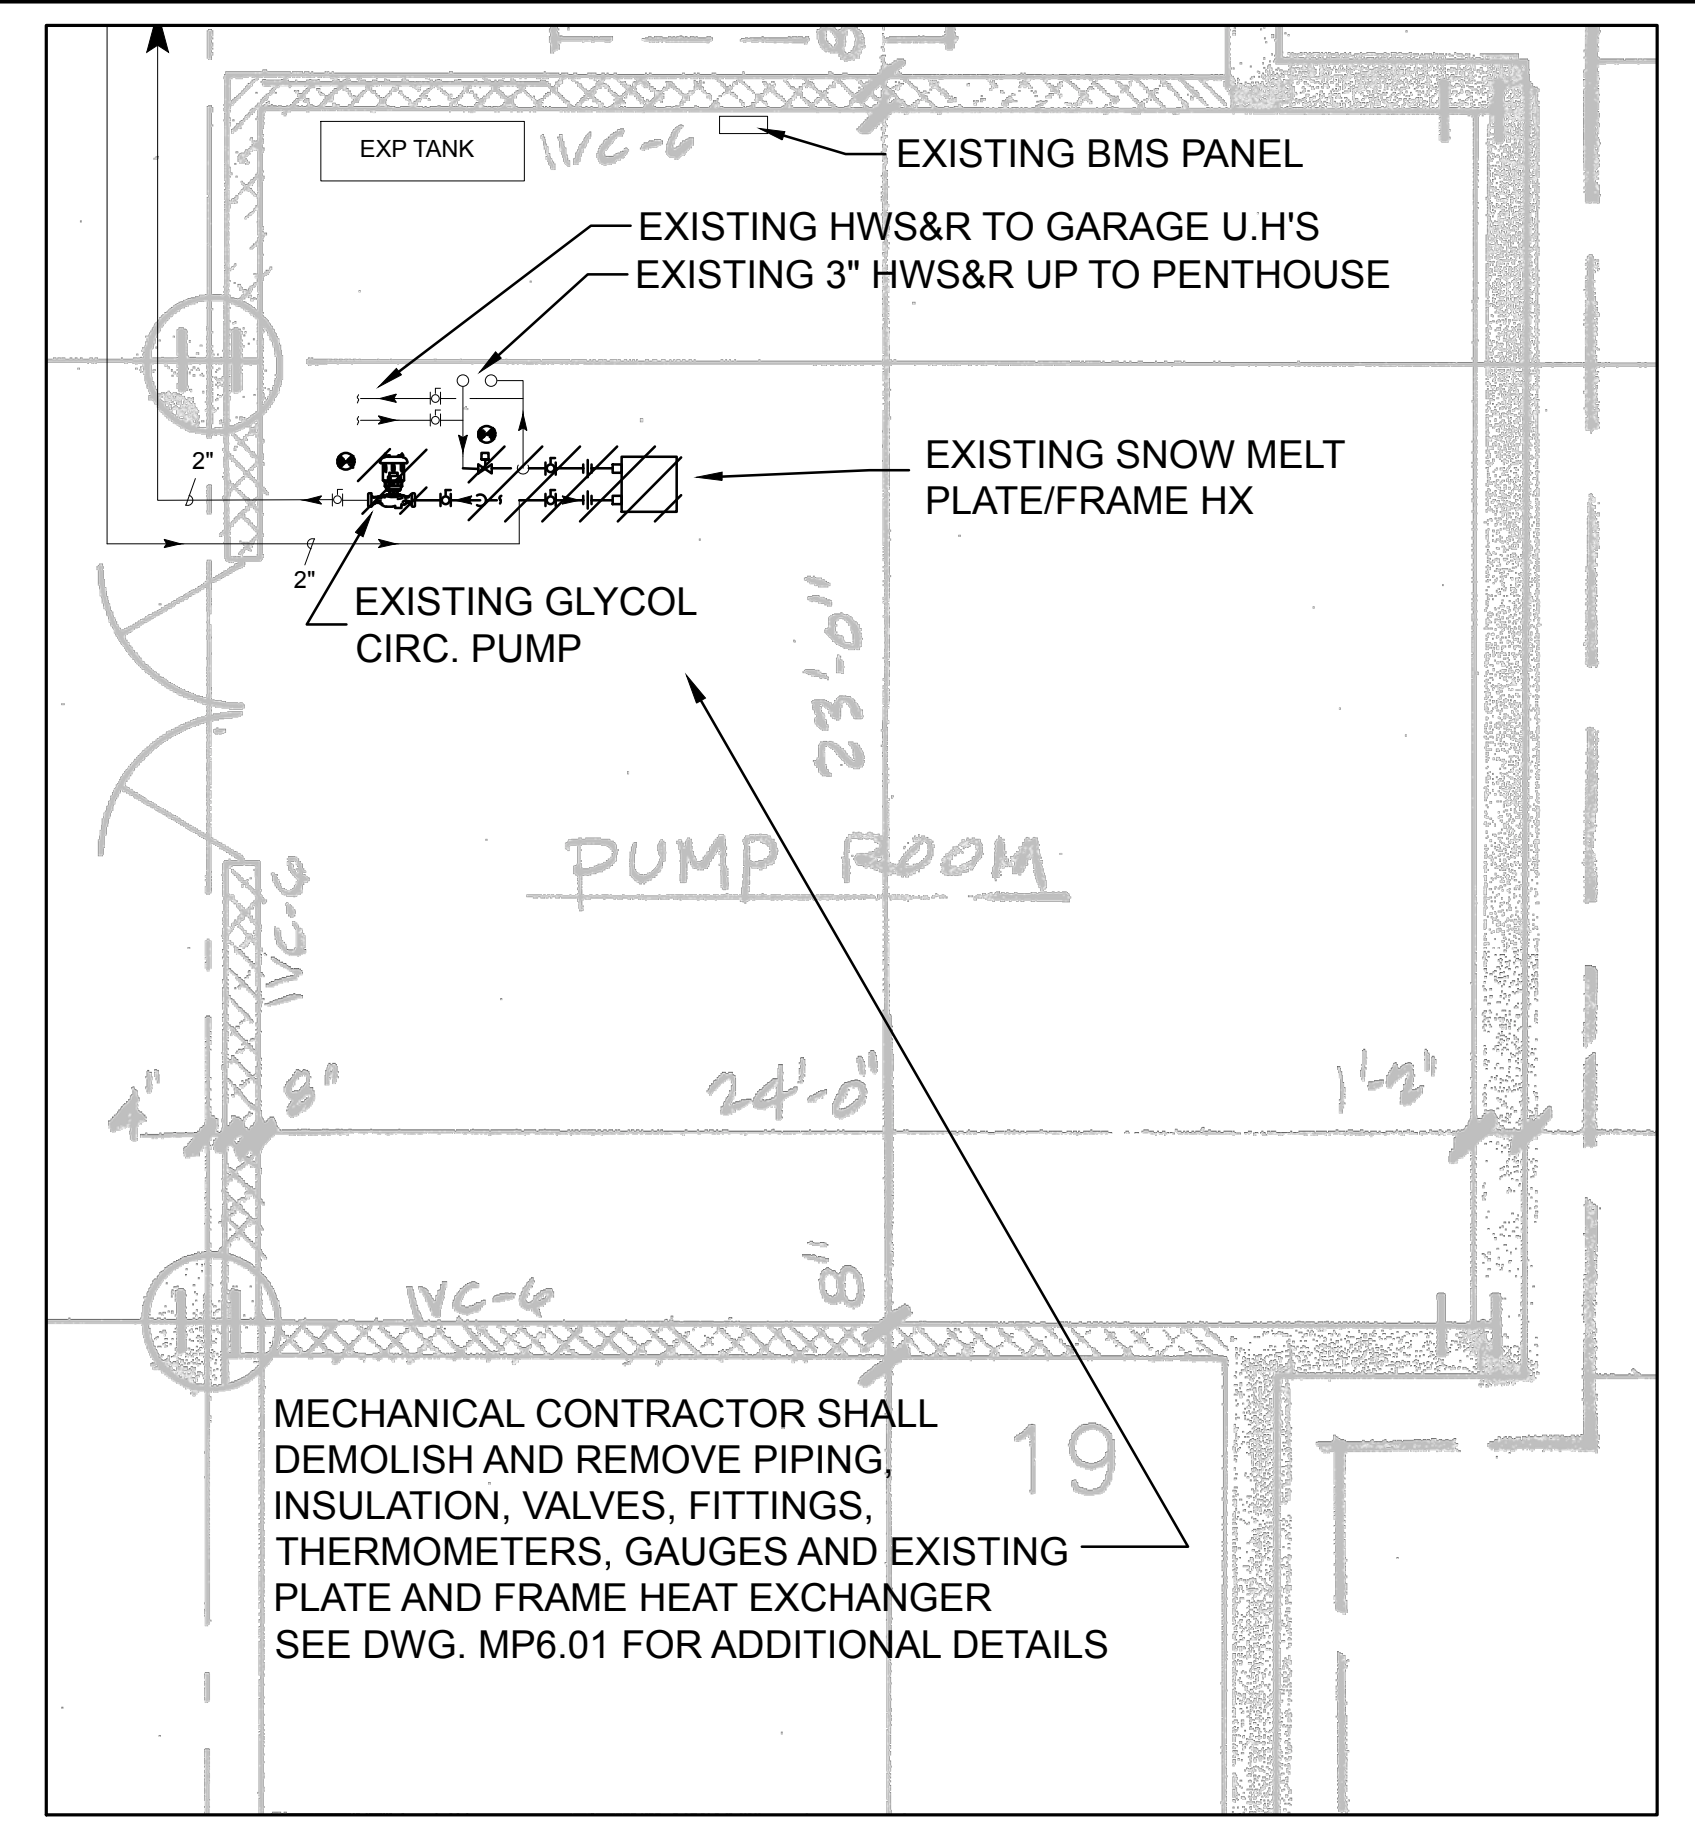 8"
EXP TANK
IVC-6
EXISTING BMS PANEL
EXISTING HWS&R TO GARAGE U.H'S
EXISTING 3" HWS&R UP TO PENTHOUSE
2"
EXISTING SNOW MELT
PLATE/FRAME HX
2"
EXISTING GLYCOL
CIRC. PUMP
23'-0"
PUMP ROOM
IVC-6
4"
8"
24'-0"
1'-2"
IVC-6
8"
MECHANICAL CONTRACTOR SHALL
DEMOLISH AND REMOVE PIPING,
INSULATION, VALVES, FITTINGS,
THERMOMETERS, GAUGES AND EXISTING
PLATE AND FRAME HEAT EXCHANGER
SEE DWG. MP6.01 FOR ADDITIONAL DETAILS
19